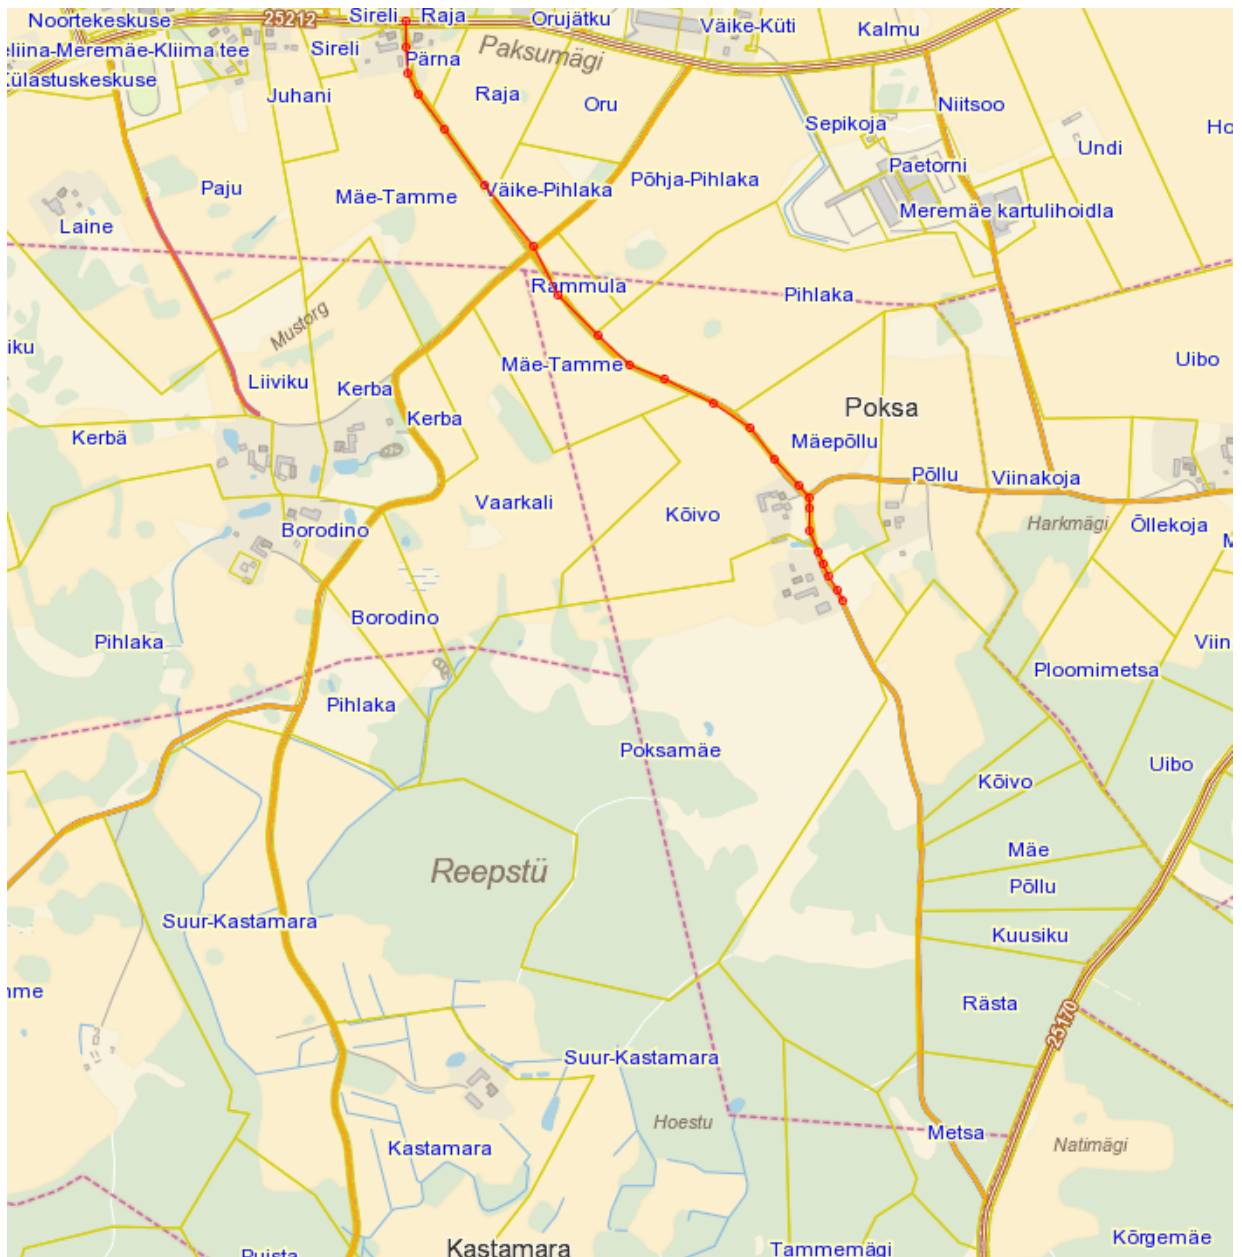 Noortekeskuse
25212
Sireli
Raja
Orujätku
Väike-Küti
Kalmu
eliina-Meremäe-Kliima tee
Sireli
Pärna
Paksumägi
Külastuskeskuse
Juhani
Raja
Oru
Niitsoo
Sepikoja
Ho
Undi
Paetorni
Paju
Mäe-Tamme
Väike-Pihlaka
Põhja-Pihlaka
Meremäe kartulihoidla
Laine
Rammula
Pihlaka
Mustorg
iku
Mäe-Tamme
Uibo
Liiviku
Kerba
Kerba
Poksa
Kerbä
Mäepõllu
Põllu
Viinakoja
Vaarkali
Kõivo
Harkmägi
Õllekoja
Borodino
M
Borodino
Pihlaka
Viin
Ploomimetsa
Pihlaka
Poksamäe
Uibo
Kõivo
Mäe
Reepstü
Põllu
Suur-Kastamara
Kuusiku
mme
Rästa
25170
Suur-Kastamara
Hoestu
Metsa
Natimägi
Kastamara
Kõrgemäe
Puista
Kastamara
Tammemägi